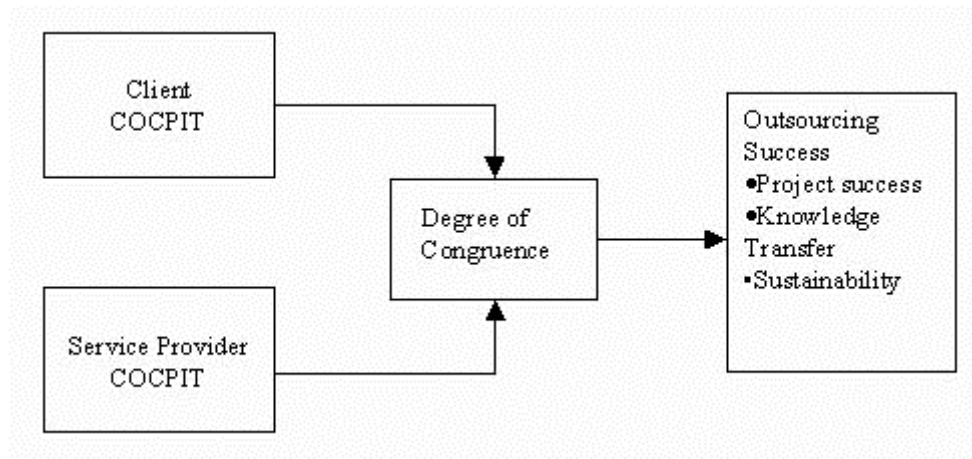 Client
COCPIT
Service Provider
COCPIT
Degree of
Congruence
Outsourcing
Success
•Project success
•Knowledge
Transfer
▪Sustainability